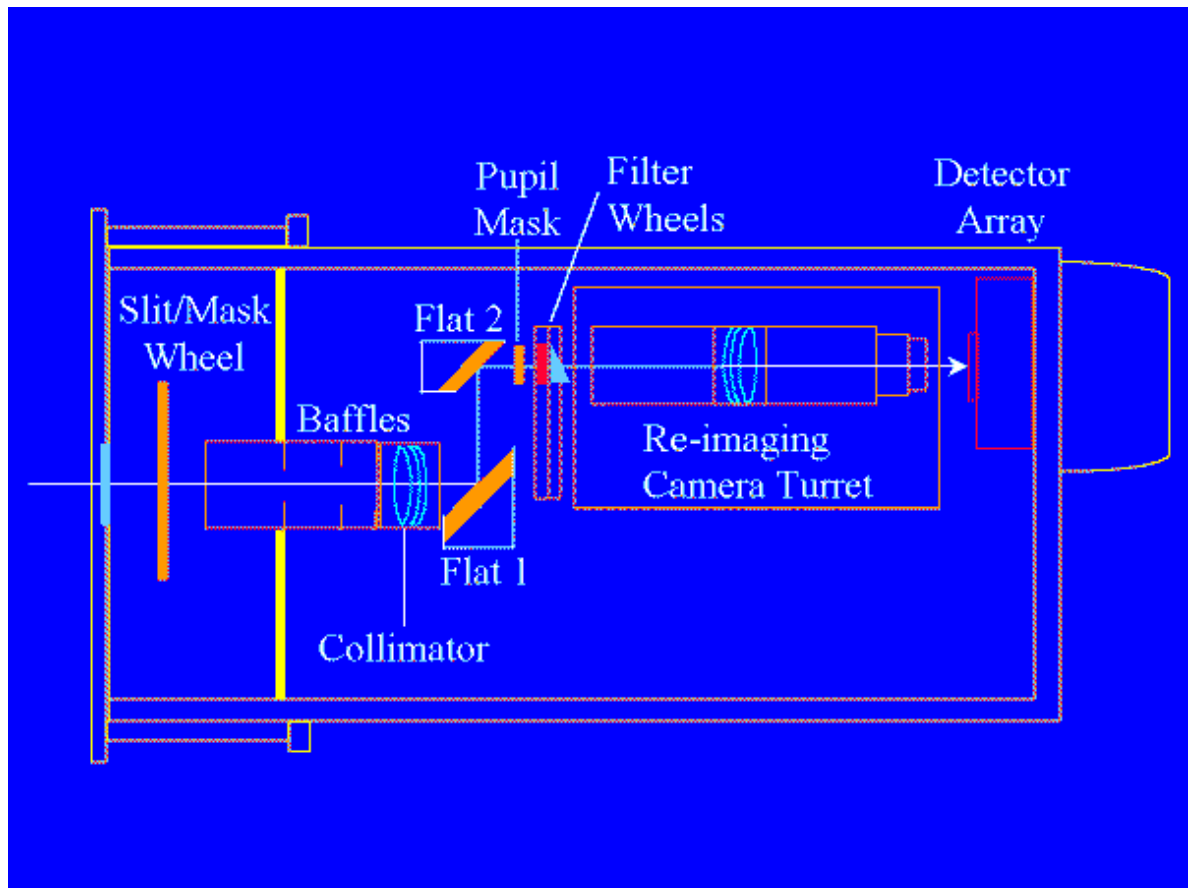 Pupil
Mask
Filter
Wheels
Detector
Array
Slit/Mask
Wheel
Flat 2
Baffles
Re-imaging
Camera Turret
Flat 1
Collimator